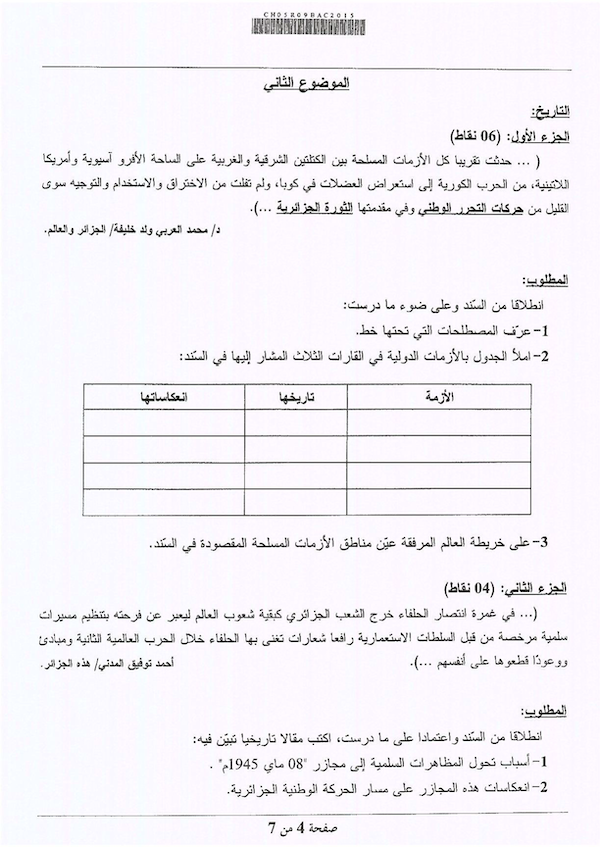 CH05R09BAC2015
الموضوع الثاني
التاريخ:
الجزء الأول: (06 نقاط)
( ... حدثت تقريبا كل الأزمات المسلحة بين الكتلتين الشرقية والغربية على الساحة الأفرو آسيوية وأمريكا
اللاتينية، من الحرب الكورية إلى استعراض العضلات في كوبا، ولم تفلت من الاختراق والاستخدام والتوجيه سوى
القليل من حركات التحرر الوطني وفي مقدمتها الثورة الجزائرية ...).
د/ محمد العربي ولد خليفة/ الجزائر والعالم.
المطلوب:
انطلاقا من السّند وعلى ضوء ما درست:
1- عرّف المصطلحات التي تحتها خط.
2- املأ الجدول بالأزمات الدولية في القارات الثلاث المشار إليها في السّند:
الأزمة تاريخها انعكاساتها
3- على خريطة العالم المرفقة عيّن مناطق الأزمات المسلحة المقصودة في السّند.
الجزء الثاني: (04 نقاط)
(... في غمرة انتصار الحلفاء خرج الشعب الجزائري كبقية شعوب العالم ليعبر عن فرحته بتنظيم مسيرات
سلمية مرخصة من قبل السلطات الاستعمارية رافعا شعارات تغنى بها الحلفاء خلال الحرب العالمية الثانية ومبادئ
ووعودًا قطعوها على أنفسهم ...). أحمد توفيق المدني/ هذه الجزائر.
المطلوب:
انطلاقا من السّند واعتمادا على ما درست، اكتب مقالا تاريخيا تبيّن فيه:
1- أسباب تحول المظاهرات السلمية إلى مجازر "08 ماي 1945م" .
2- انعكاسات هذه المجازر على مسار الحركة الوطنية الجزائرية.
صفحة 4 من 7